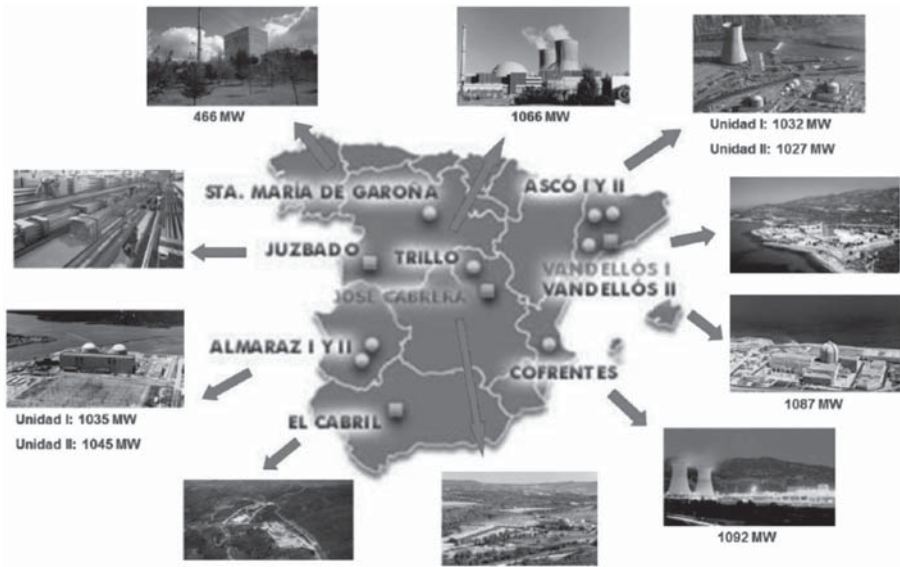 466 MW
1066 MW
Unidad I: 1032 MW
Unidad II: 1027 MW
STA. MARÍA DE GAROÑA
ASCÓ I Y II
JUZBADO
TRILLO
VANDELLÓS I
VANDELLÓS II
JOSÉ CABRERA
ALMARAZ I Y II
COFRENTES
1087 MW
Unidad I: 1035 MW
Unidad II: 1045 MW
EL CABRIL
1092 MW